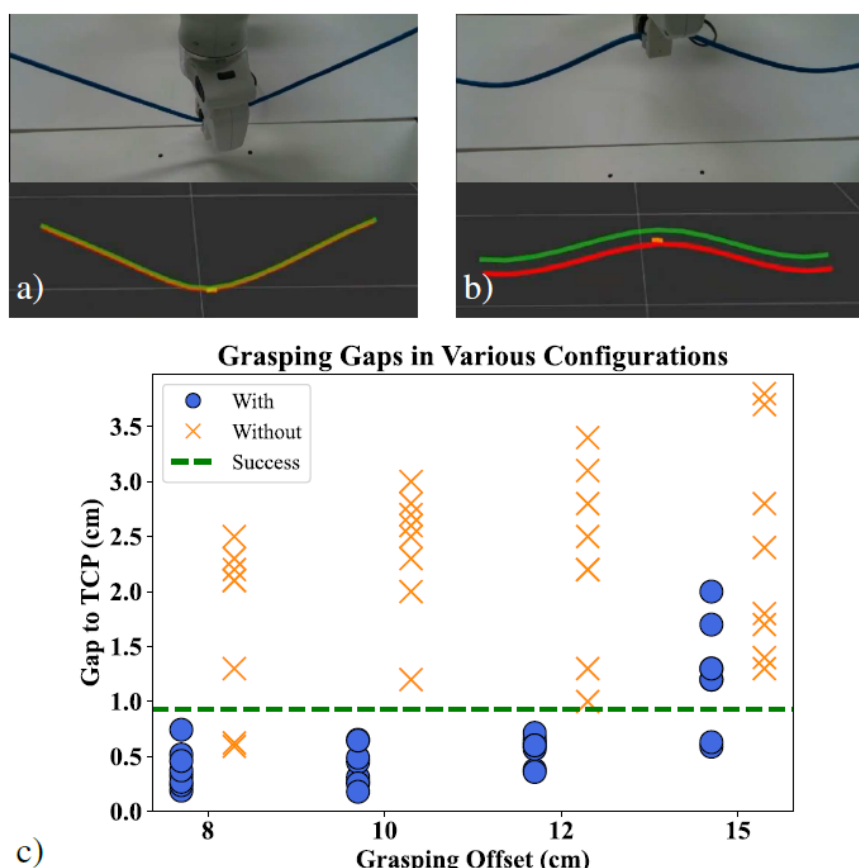 a)
b)
Grasping Gaps in Various Configurations
With
Without
Success
Gap to TCP (cm)
3.5
3.0
2.5
2.0
1.5
1.0
0.5
0.0
8
10
12
15
Grasping Offset (cm)
c)